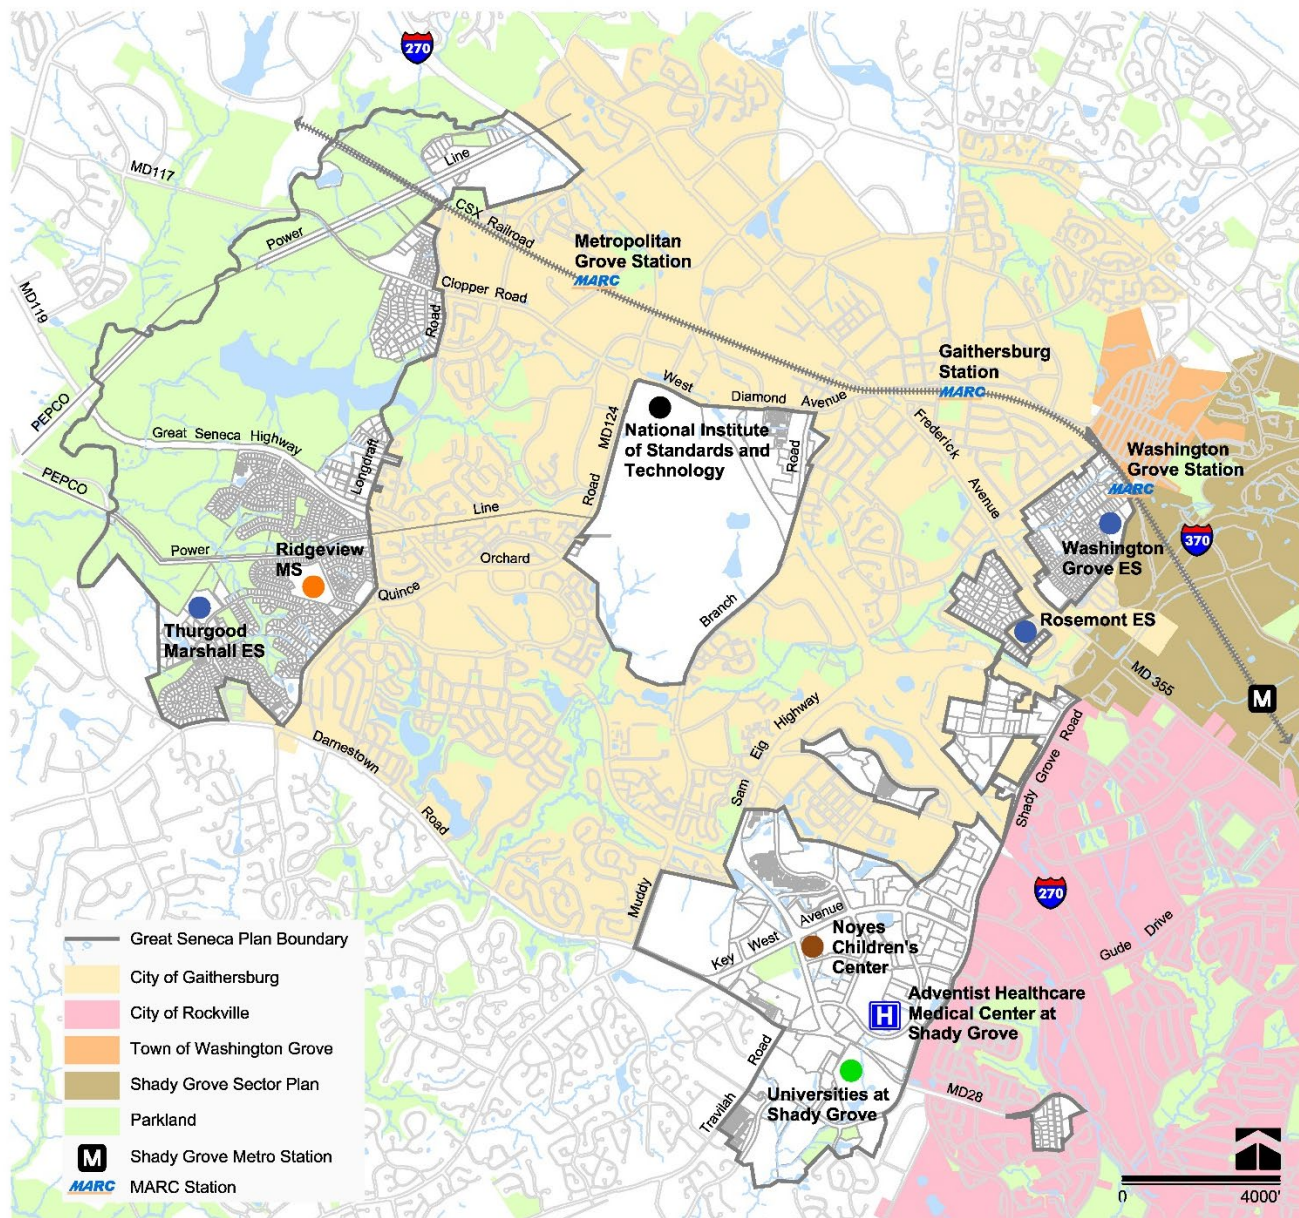 270
MD117
Line
CSX Railroad
Power
Metropolitan
Grove Station
MARC
MD119
Clopper Road
Road
Gaithersburg
Station
MARC
West
Diamond Avenue
PEPCO
MD124
Road
National Institute
of Standards and
Technology
Road
Frederick
Avenue
Great Seneca Highway
Longdraft
Washington
Grove Station
MARC
PEPCO
Line
370
Power
Ridgeview
MS
Orchard
Quince
Washington
Grove ES
Branch
Thurgood
Marshall ES
Rosemont ES
MD 355
M
Darnestown
Road
Sam Eig Highway
Shady Grove Road
Muddy
270
Key West Avenue
Noyes
Children's
Center
Gude Drive
Adventist Healthcare
Medical Center at
Shady Grove
H
Road
Travilah
Universities at
Shady Grove
MD28
Great Seneca Plan Boundary
City of Gaithersburg
City of Rockville
Town of Washington Grove
Shady Grove Sector Plan
Parkland
M Shady Grove Metro Station
MARC MARC Station
0 4000'